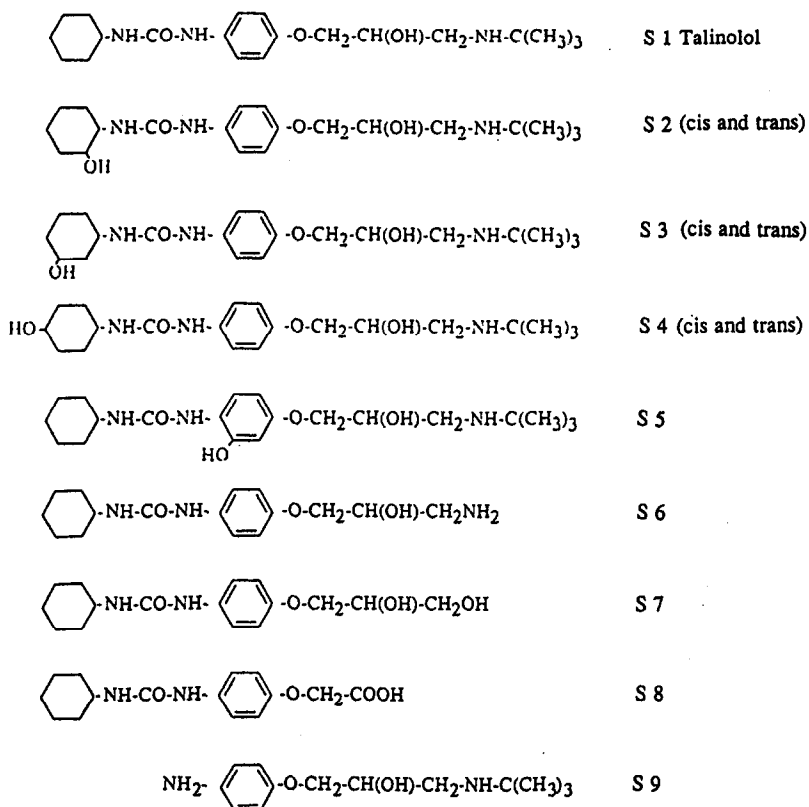 -NH-CO-NH- -O-CH2-CH(OH)-CH2-NH-C(CH3)3 S 1 Talinolol
-NH-CO-NH- -O-CH2-CH(OH)-CH2-NH-C(CH3)3 S 2 (cis and trans)
OH
-NH-CO-NH- -O-CH2-CH(OH)-CH2-NH-C(CH3)3 S 3 (cis and trans)
OH
HO -NH-CO-NH- -O-CH2-CH(OH)-CH2-NH-C(CH3)3 S 4 (cis and trans)
-NH-CO-NH- -O-CH2-CH(OH)-CH2-NH-C(CH3)3 S 5
HO
-NH-CO-NH- -O-CH2-CH(OH)-CH2NH2 S 6
-NH-CO-NH- -O-CH2-CH(OH)-CH2OH S 7
-NH-CO-NH- -O-CH2-COOH S 8
NH2- -O-CH2-CH(OH)-CH2-NH-C(CH3)3 S 9